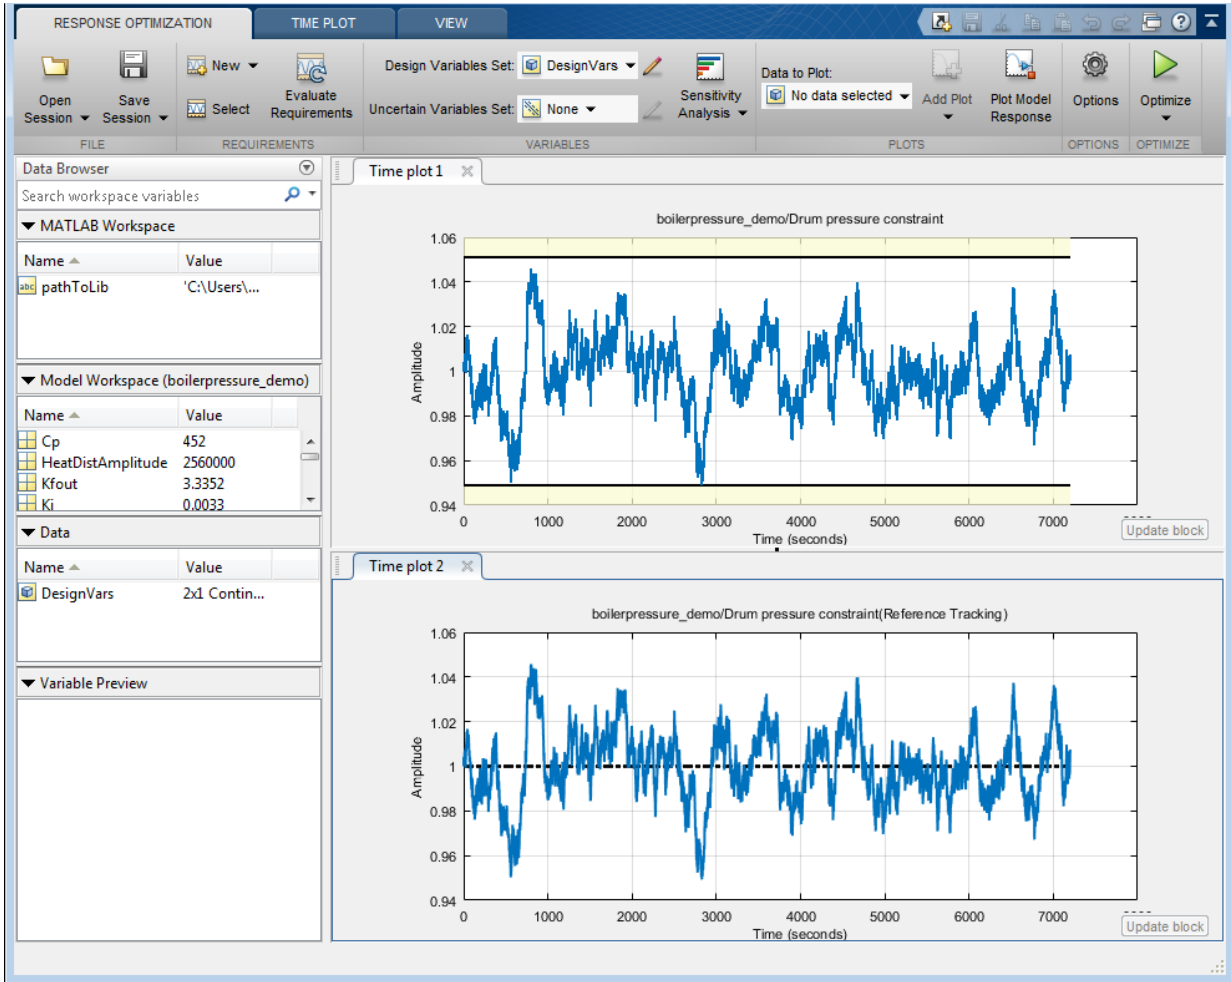 RESPONSE OPTIMIZATION TIME PLOT VIEW
New Design Variables Set: DesignVars Data to Plot:
Open Session Save Session Select Evaluate Requirements Uncertain Variables Set: None Sensitivity Analysis No data selected Add Plot Plot Model Response Options Optimize
FILE REQUIREMENTS VARIABLES PLOTS OPTIONS OPTIMIZE
Data Browser
Search workspace variables
MATLAB Workspace
Name Value
abc pathToLib 'C:\Users\...
Model Workspace (boilerpressure_demo)
Name Value
Cp 452
HeatDistAmplitude 2560000
Kfout 3.3352
Ki 0.0033
Data
Name Value
DesignVars 2x1 Contin...
Variable Preview
Time plot 1
boilerpressure_demo/Drum pressure constraint
1.06
1.04
1.02
1
0.98
0.96
0.94
Amplitude
0 1000 2000 3000 4000 5000 6000 7000
Time (seconds)
Update block
Time plot 2
boilerpressure_demo/Drum pressure constraint(Reference Tracking)
1.06
1.04
1.02
1
0.98
0.96
0.94
Amplitude
0 1000 2000 3000 4000 5000 6000 7000
Time (seconds)
Update block